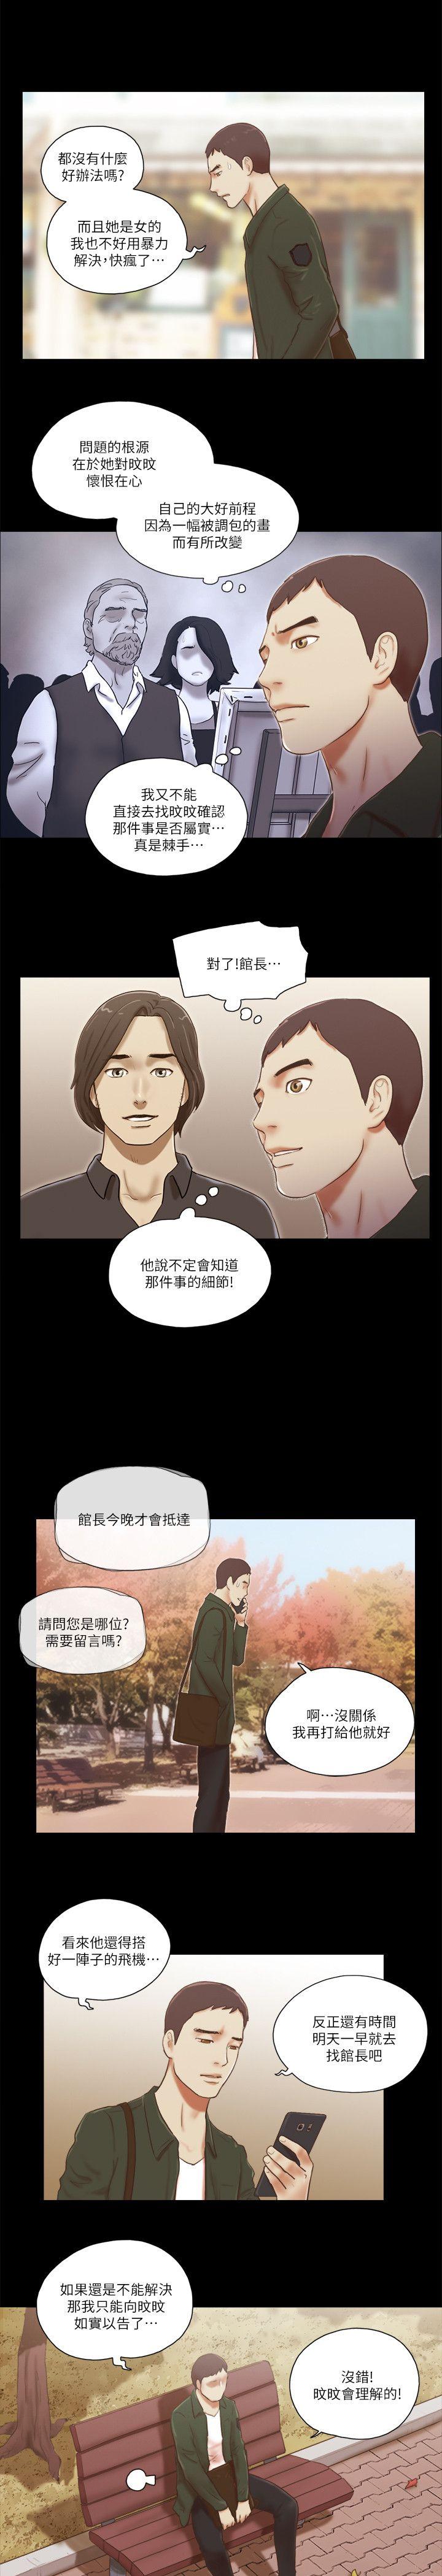 都沒有什麼
好辦法嗎?
而且她是女的
我也不好用暴力
解決，快瘋了…
問題的根源
在於她對旼旼
懷恨在心
自己的大好前程
因為一幅被調包的畫
而有所改變
我又不能
直接去找旼旼確認
那件事是否屬實…
真是棘手…
對了!館長…
他說不定會知道
那件事的細節!
館長今晚才會抵達
請問您是哪位?
需要留言嗎?
啊…沒關係
我再打給他就好
看來他還得搭
好一陣子的飛機…
反正還有時間
明天一早就去
找館長吧
如果還是不能解決
那我只能向旼旼
如實以告了…
沒錯!
旼旼會理解的!